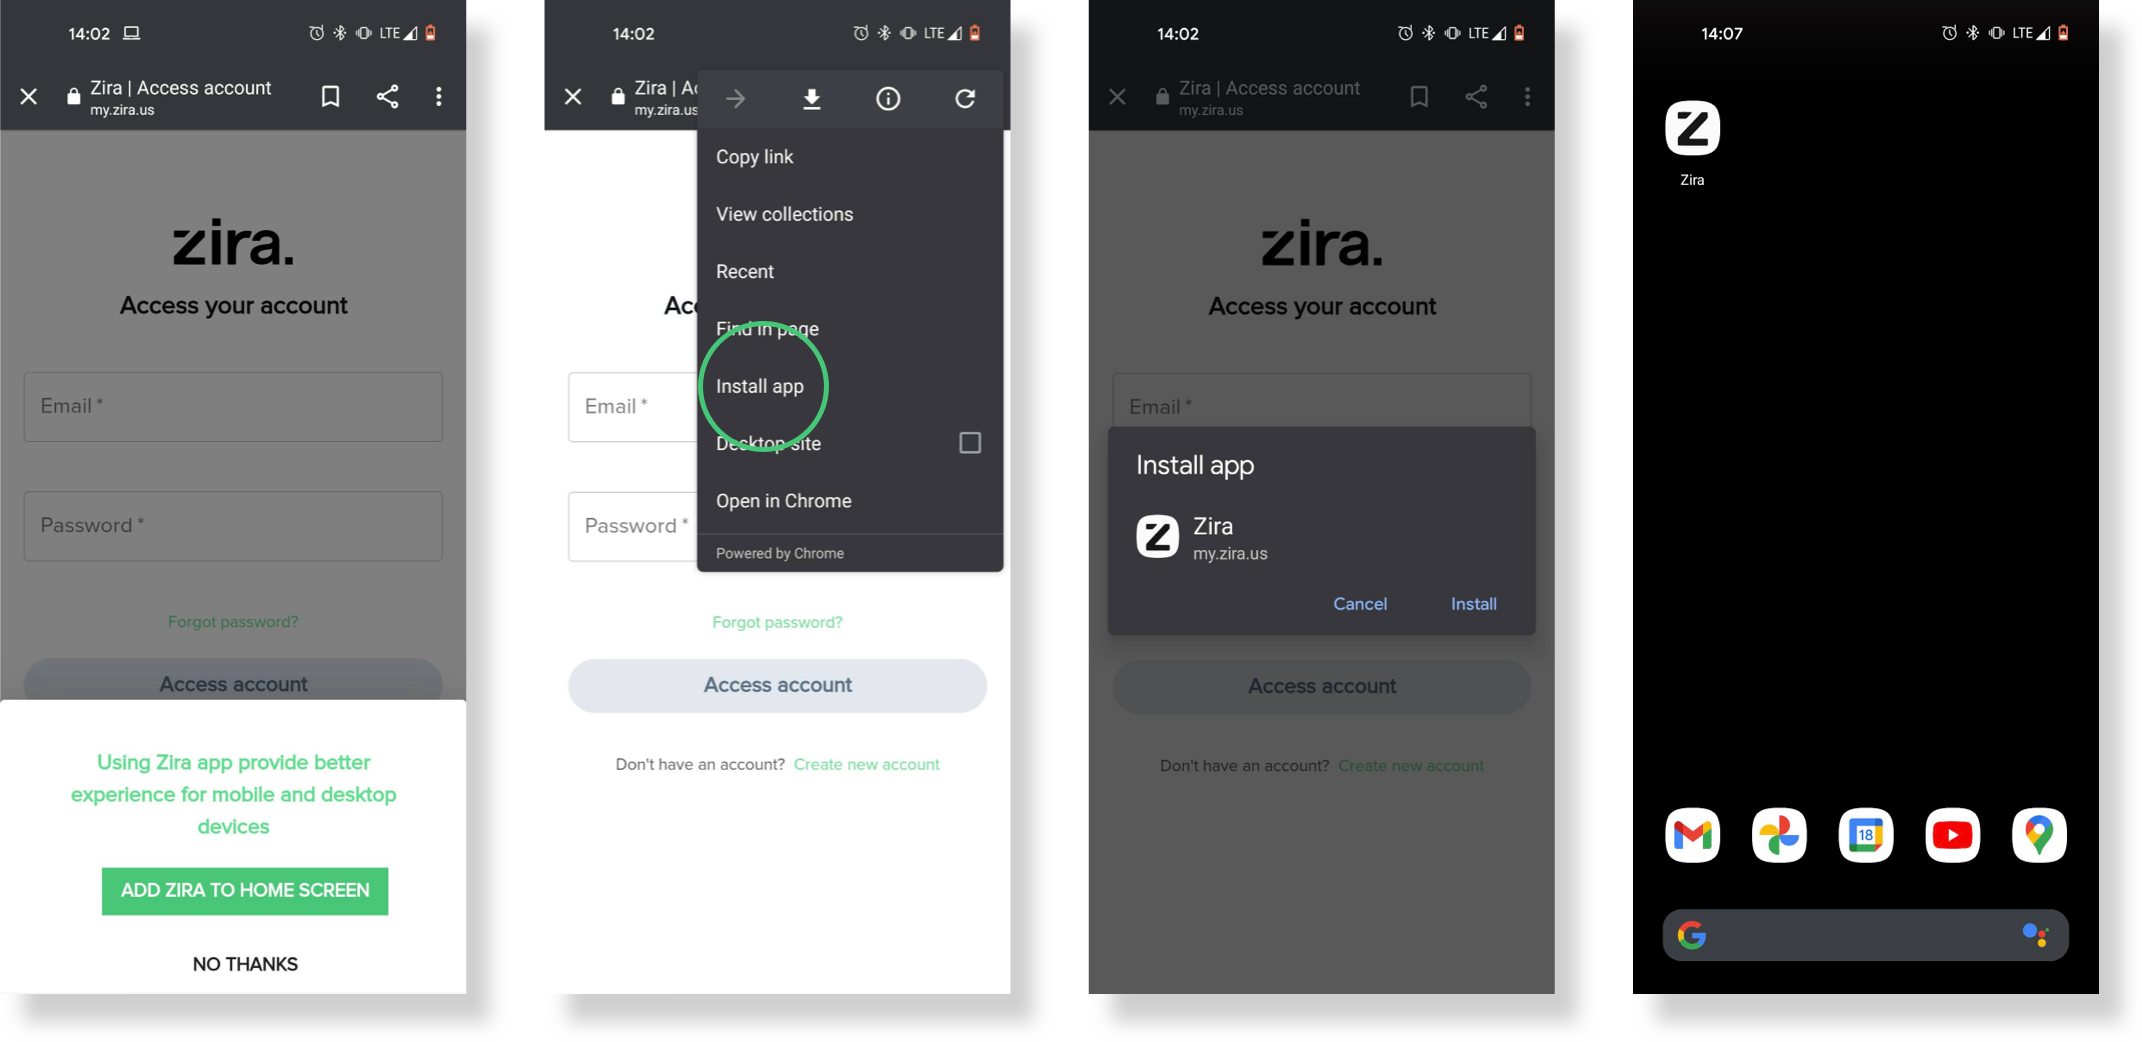 14:02
LTE
Zira | Access account
my.zira.us
zira.
Access your account
Email *
Password *
Forgot password?
Access account
Using Zira app provide better
experience for mobile and desktop
devices
ADD ZIRA TO HOME SCREEN
NO THANKS
14:02
LTE
Zira | Ac
my.zira.us
Copy link
View collections
Recent
Find in page
Install app
Desktop site
Open in Chrome
Powered by Chrome
Acc
Email *
Password *
Forgot password?
Access account
Don't have an account? Create new account
14:02
LTE
Zira | Access account
my.zira.us
zira.
Access your account
Email *
Install app
Z
Zira
my.zira.us
Cancel Install
Access account
Don't have an account? Create new account
14:07
LTE
Z
Zira
18
G